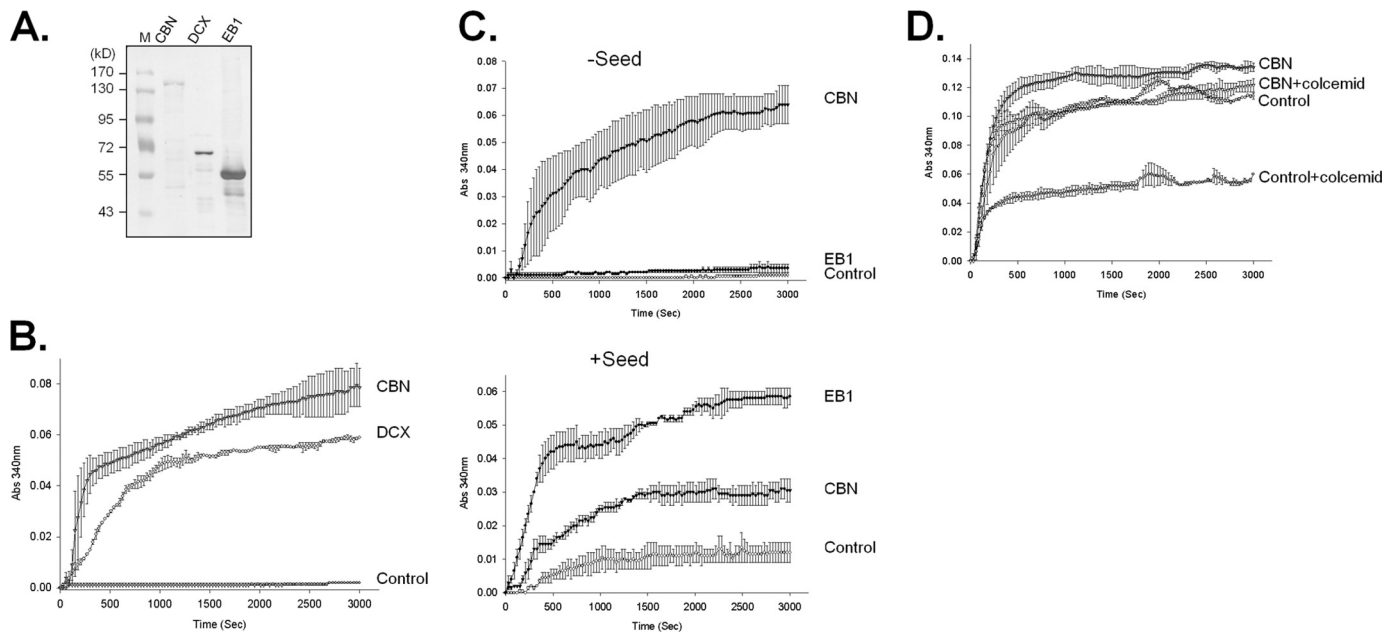 A.
(kD)
M CBN DCX EB1
170
130
95
72
55
43
B.
0.08
0.06
0.04
0.02
0.00
Abs 340nm
0 500 1000 1500 2000 2500 3000
Time (Sec)
CBN
DCX
Control
C.
-Seed
0.08
0.07
0.06
0.05
0.04
0.03
0.02
0.01
0.00
Abs 340nm
0 500 1000 1500 2000 2500 3000
Time (Sec)
CBN
EB1
Control
+Seed
0.06
0.05
0.04
0.03
0.02
0.01
0.00
Abs 340nm
0 500 1000 1500 2000 2500 3000
Time (Sec)
EB1
CBN
Control
D.
0.14
0.12
0.10
0.08
0.06
0.04
0.02
0.00
Abs 340nm
0 500 1000 1500 2000 2500 3000
Time (Sec)
CBN
CBN+colcemid
Control
Control+colcemid